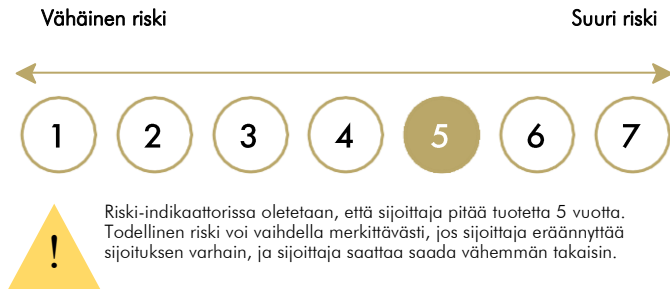 Vähäinen riski Suuri riski
1 2 3 4 5 6 7
! Riski-indikaattorissa oletetaan, että sijoittaja pitää tuotetta 5 vuotta.
Todellinen riski voi vaihdella merkittävästi, jos sijoittaja eräännyttää
sijoituksen varhain, ja sijoittaja saattaa saada vähemmän takaisin.